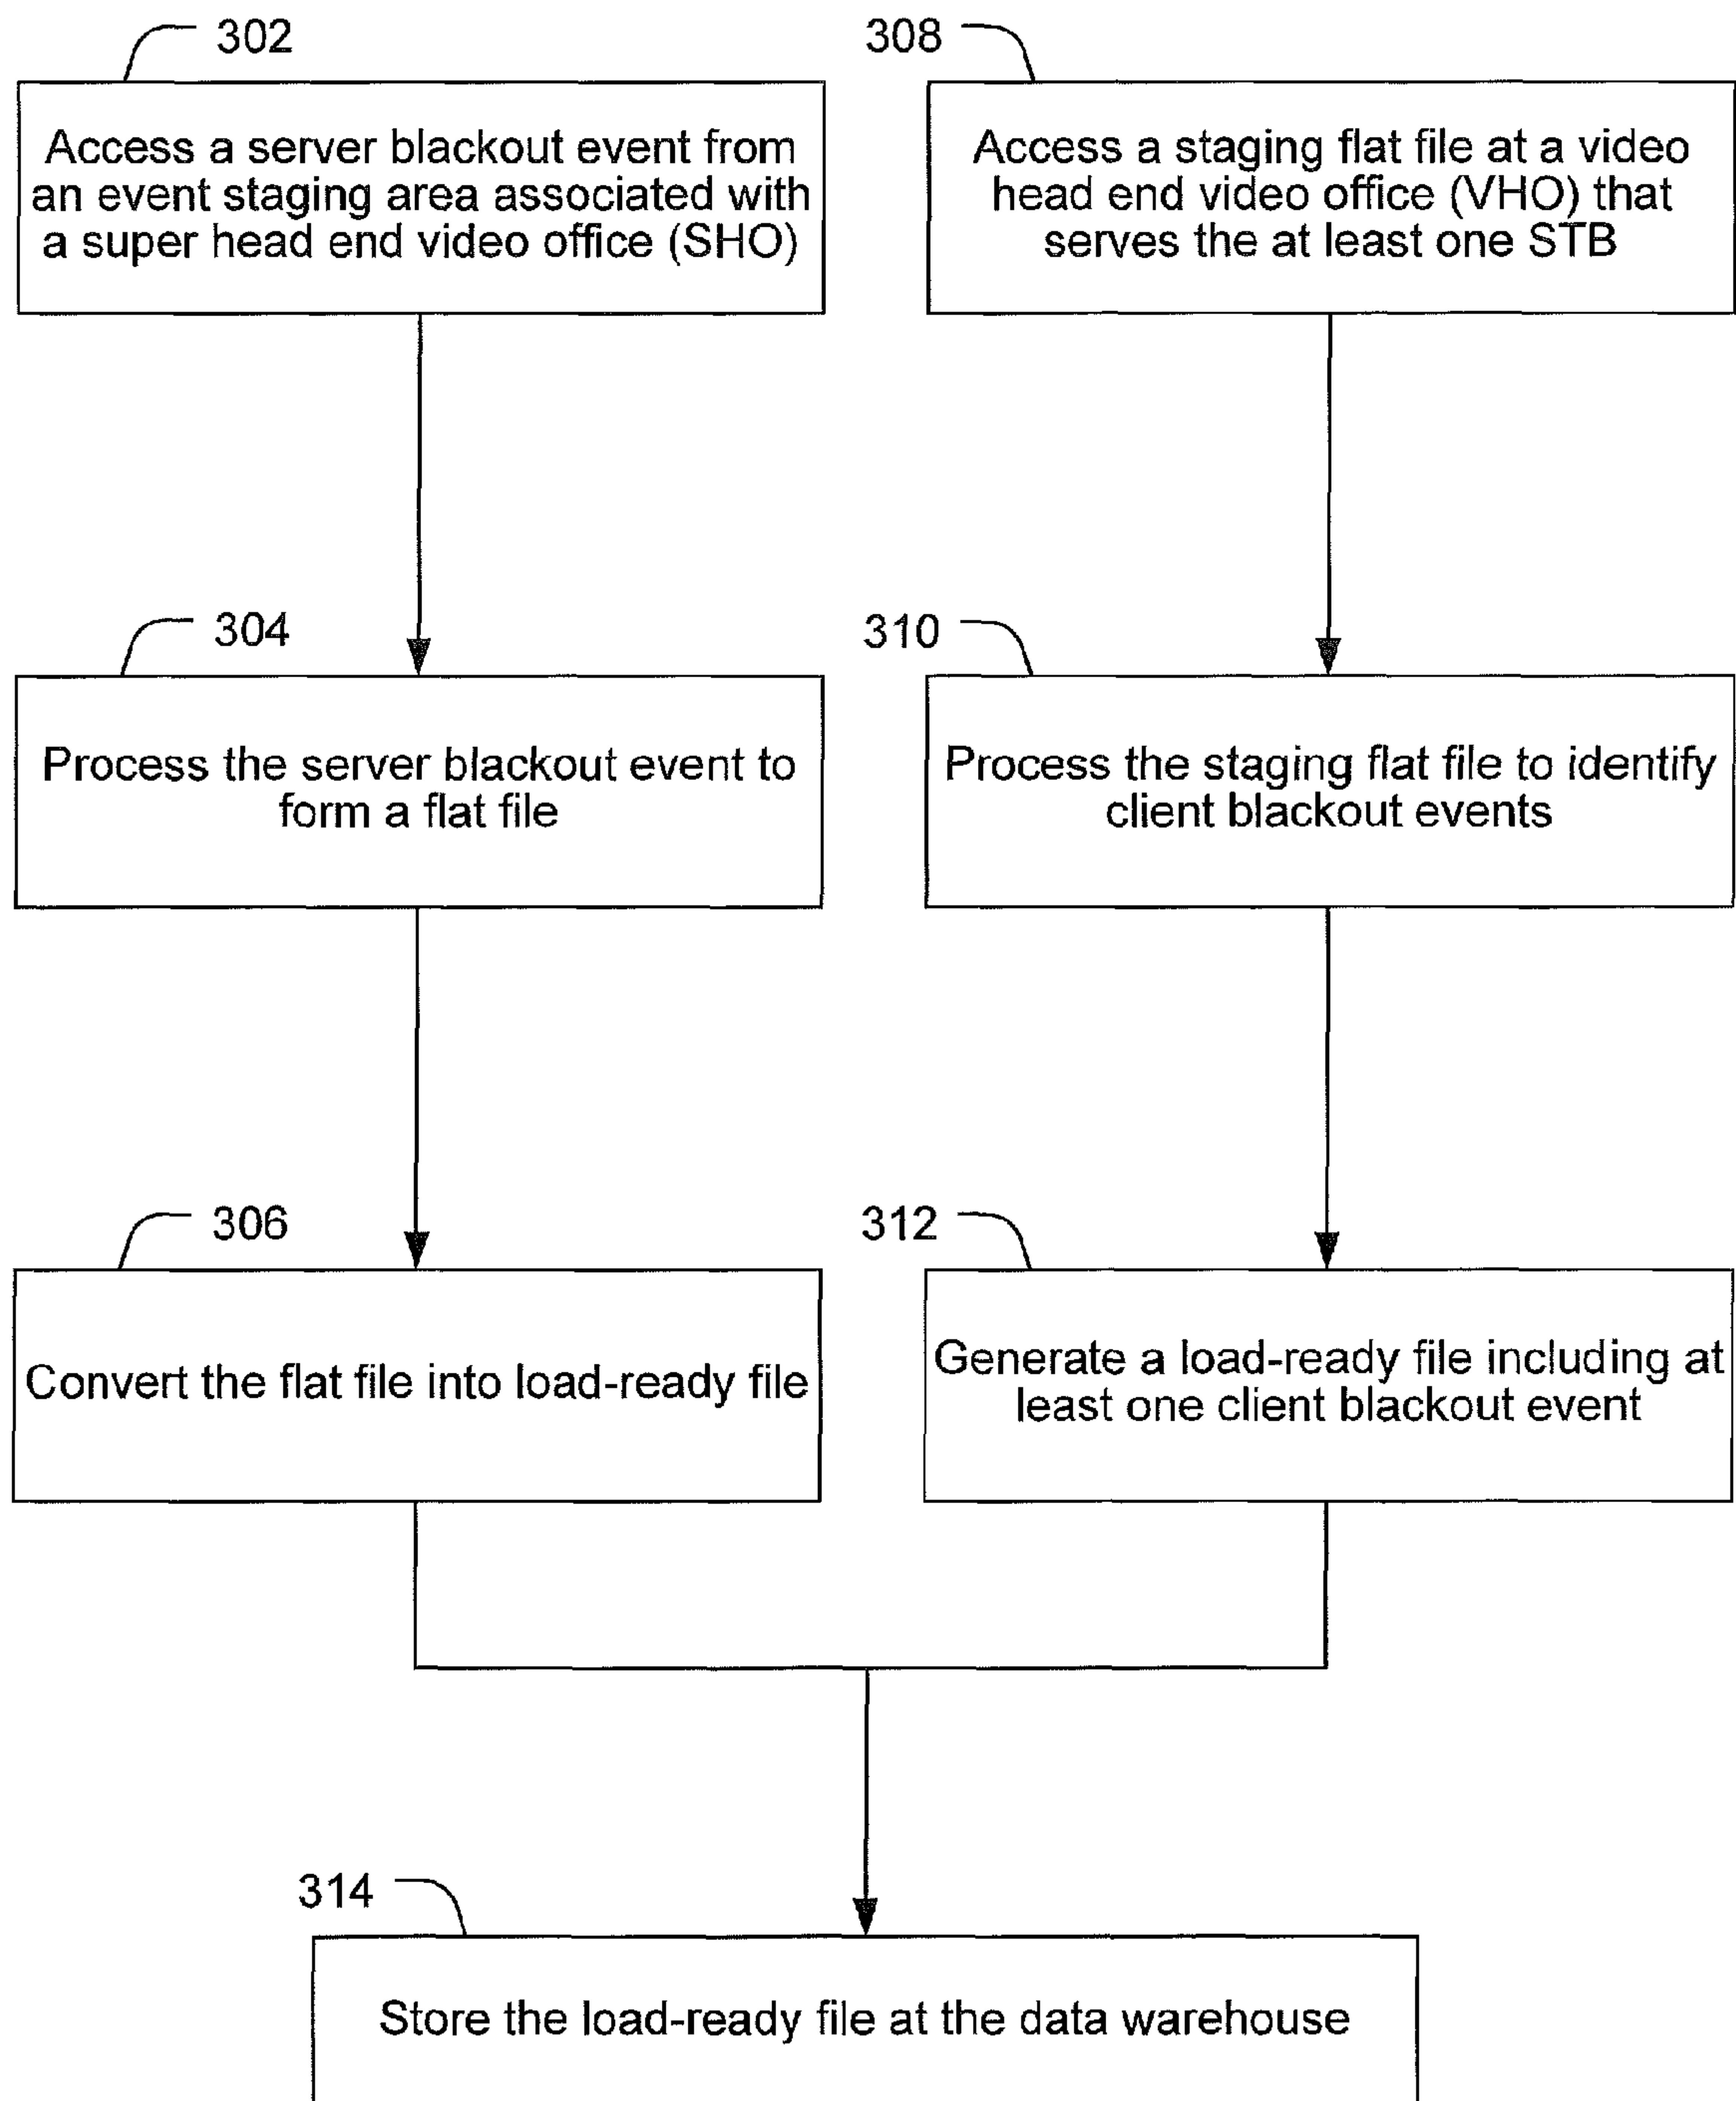 302
Access a server blackout event from
an event staging area associated with
a super head end video office (SHO)
308
Access a staging flat file at a video
head end video office (VHO) that
serves the at least one STB
304
Process the server blackout event to
form a flat file
310
Process the staging flat file to identify
client blackout events
306
Convert the flat file into load-ready file
312
Generate a load-ready file including at
least one client blackout event
314
Store the load-ready file at the data warehouse